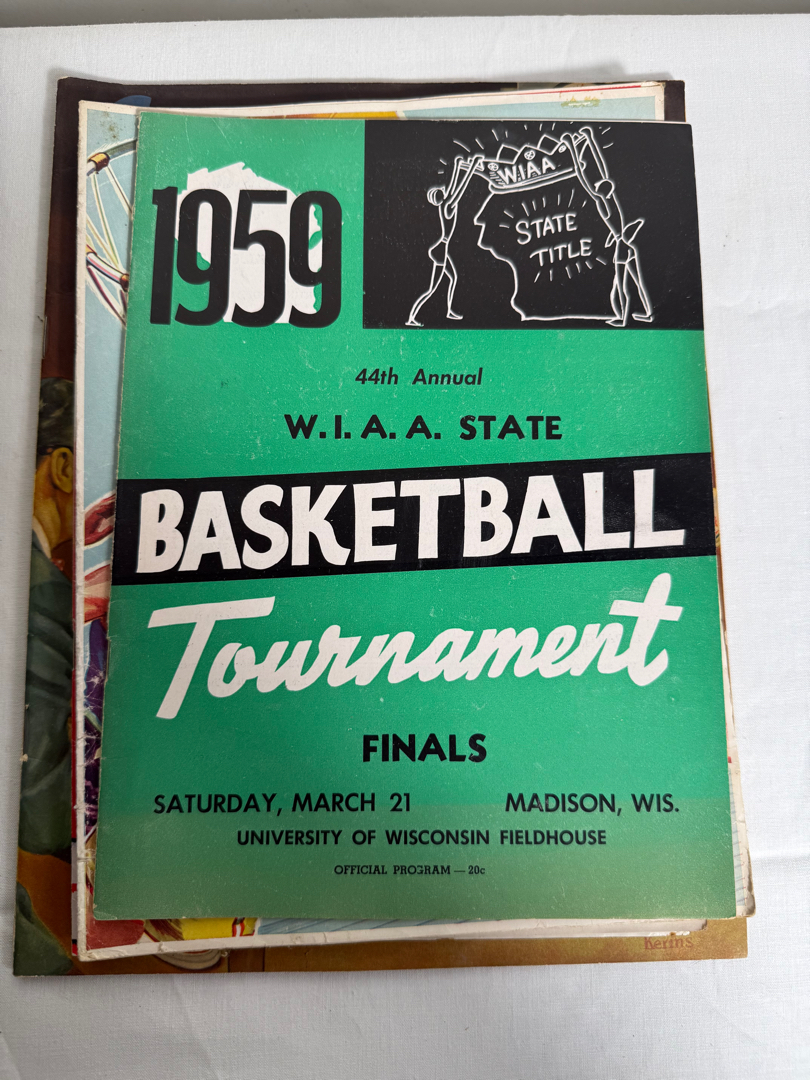 1959
W.I.A.A.
STATE
TITLE
44th Annual
W. I. A. A. STATE
BASKETBALL
Tournament
FINALS
SATURDAY, MARCH 21 MADISON, WIS.
UNIVERSITY OF WISCONSIN FIELDHOUSE
OFFICIAL PROGRAM — 20c
Kerins